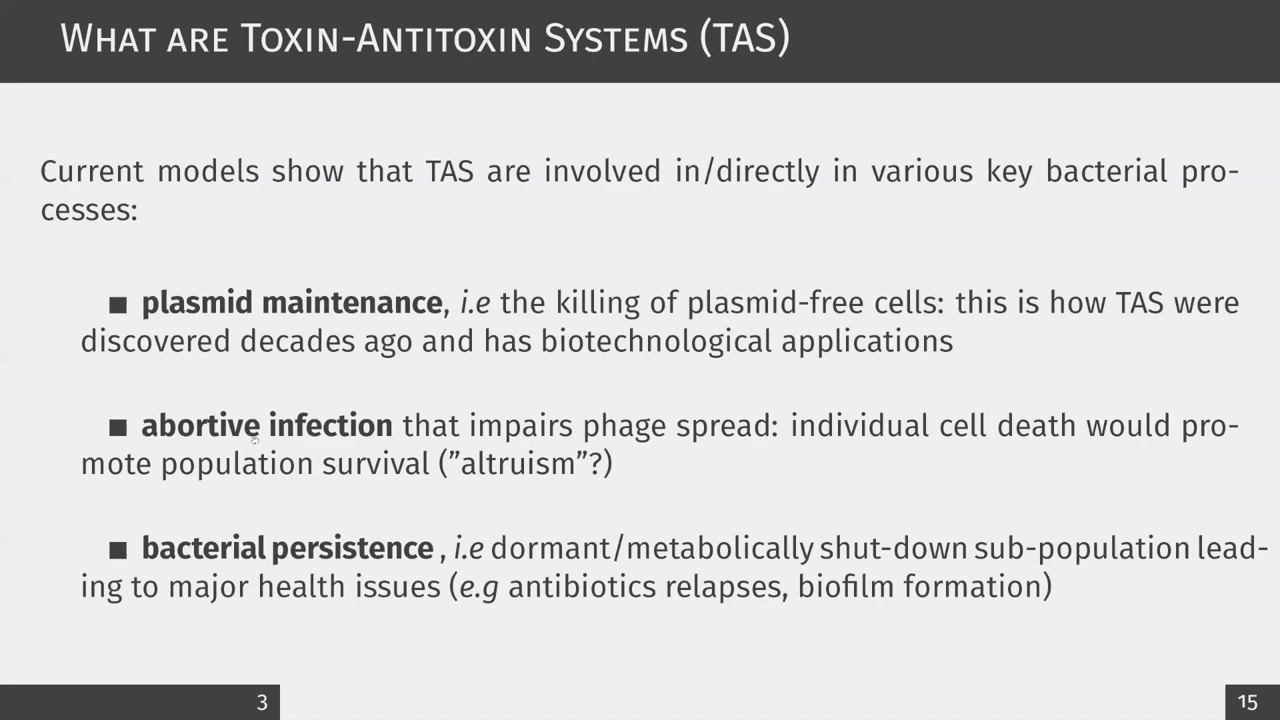 What are Toxin-Antitoxin Systems (TAS)
Current models show that TAS are involved in/directly in various key bacterial pro-
cesses:
■ plasmid maintenance, i.e the killing of plasmid-free cells: this is how TAS were
discovered decades ago and has biotechnological applications
■ abortive infection that impairs phage spread: individual cell death would pro-
mote population survival (”altruism”?)
■ bacterial persistence , i.e dormant/metabolically shut-down sub-population lead-
ing to major health issues (e.g antibiotics relapses, biofilm formation)
3
15